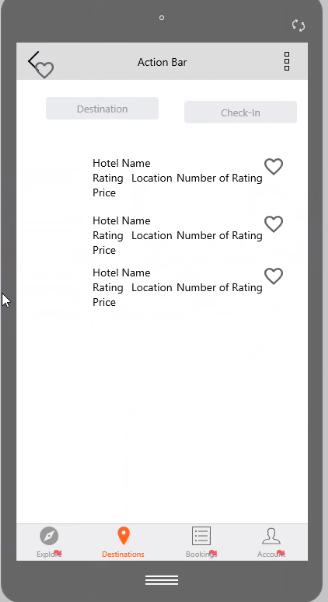 Action Bar
Destination
Check-In
Hotel Name
Rating Location Number of Rating
Price
Hotel Name
Rating Location Number of Rating
Price
Hotel Name
Rating Location Number of Rating
Price
Explore Destinations Bookings Account